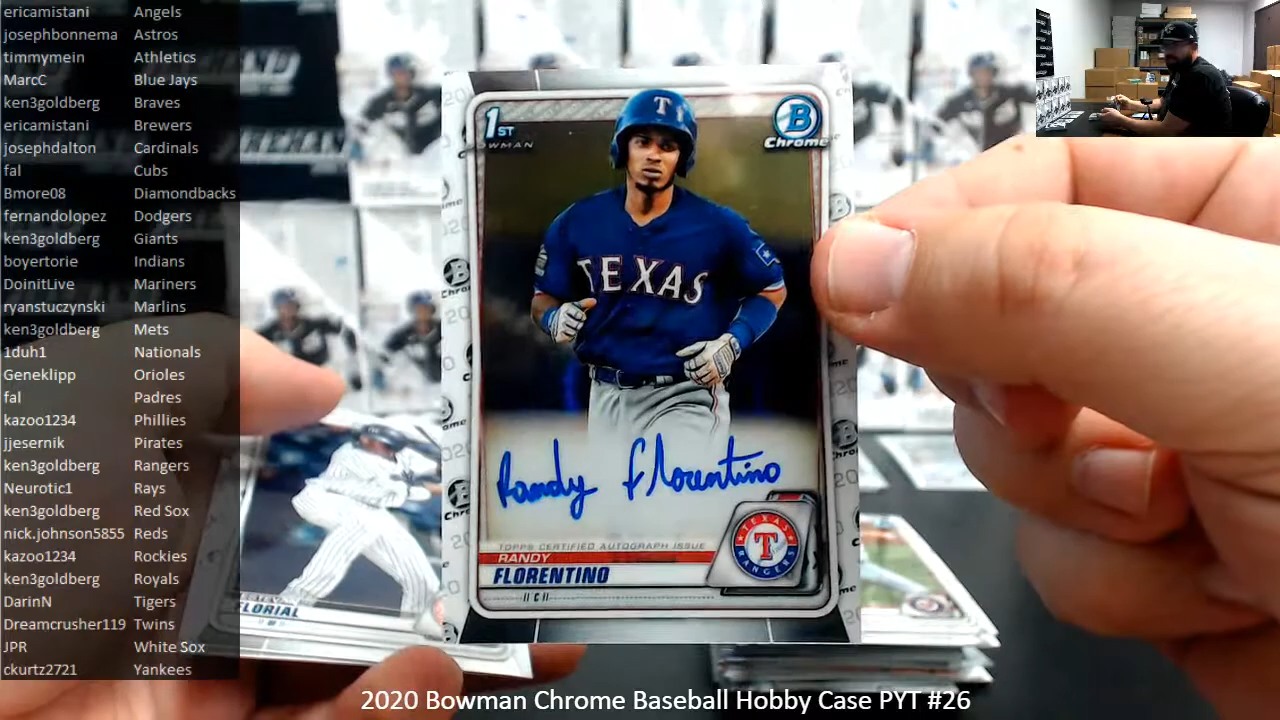 ericamistani Angels
josephbonnema Astros
timmymein Athletics
MarcC Blue Jays
ken3goldberg Braves
ericamistani Brewers
josephdalton Cardinals
fal Cubs
Bmore08 Diamondbacks
fernandolopez Dodgers
ken3goldberg Giants
boyertorie Indians
DoinitLive Mariners
ryanstuczynski Marlins
ken3goldberg Mets
1duh1 Nationals
Geneklipp Orioles
fal Padres
kazoo1234 Phillies
jjesernik Pirates
ken3goldberg Rangers
Neurotic1 Rays
ken3goldberg Red Sox
nick.johnson5855 Reds
kazoo1234 Rockies
ken3goldberg Royals
DarinN Tigers
Dreamcrusher119 Twins
JPR White Sox
ckurtz2721 Yankees
1ST
OWMAN
B
Chrome
T
TEXAS
Randy Florentino
TOPPS CERTIFIED AUTOGRAPH ISSUE
RANDY
FLORENTINO
C
TEXAS
T
RANGERS
FLORIAL
2020 Bowman Chrome Baseball Hobby Case PYT #26